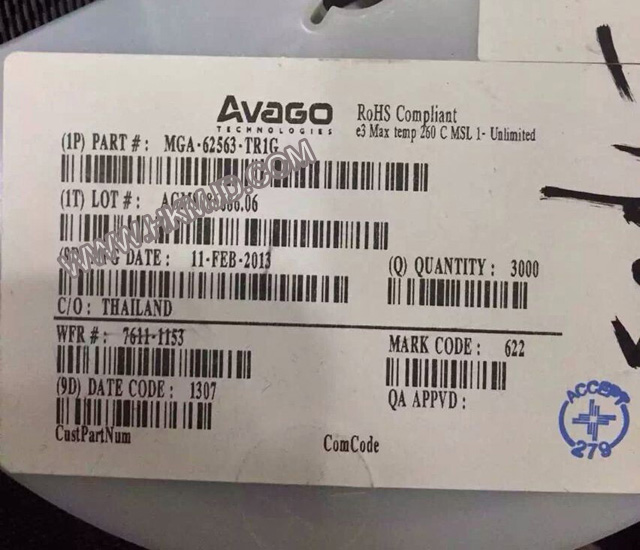 AVAGO
TECHNOLOGIES
RoHS Compliant
e3 Max temp 260 C MSL 1- Unlimited
(1P) PART #: MGA-62563-TR1G
(1T) LOT #:
DATE: 11-FEB-2013
(Q) QUANTITY: 3000
C/O: THAILAND
WFR #: 7611-1153
MARK CODE: 622
(9D) DATE CODE: 1307
QA APPVD:
CustPartNum
ComCode
ACCEPT
279
WWW.HKMJD.COM